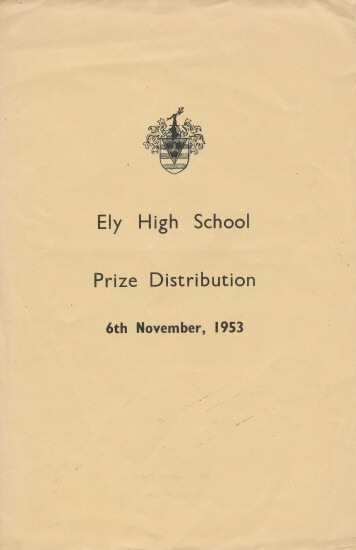 Ely High School
Prize Distribution
6th November, 1953